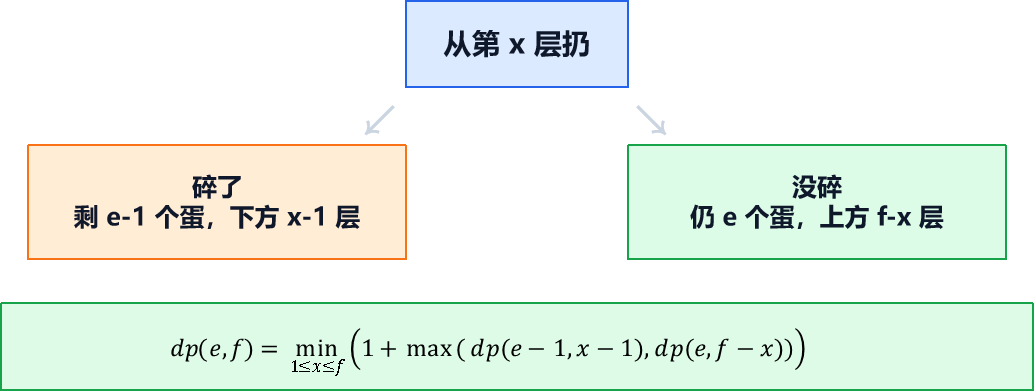 从第 x 层扔
碎了
剩 e-1 个蛋，下方 x-1 层
没碎
仍 e 个蛋，上方 f-x 层
dp(e,f) = min 1≤x≤f (1 + max( dp(e − 1, x − 1), dp(e, f − x)))